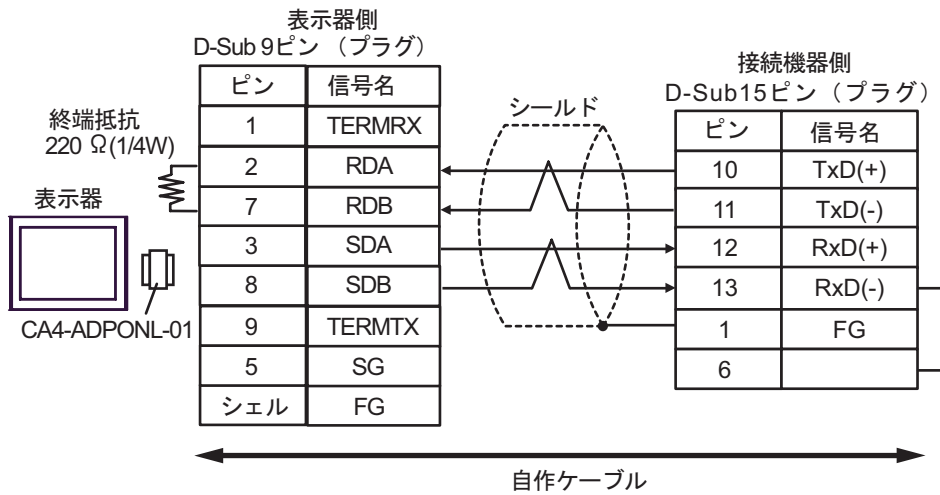 表示器側
D-Sub 9ピン （プラグ）
ピン 信号名
1 TERMRX
2 RDA
7 RDB
3 SDA
8 SDB
9 TERMTX
5 SG
シェル FG
終端抵抗
220 Ω(1/4W)
表示器
CA4-ADPONL-01
シールド
接続機器側
D-Sub15ピン（プラグ）
ピン 信号名
10 TxD(+)
11 TxD(-)
12 RxD(+)
13 RxD(-)
1 FG
6
自作ケーブル